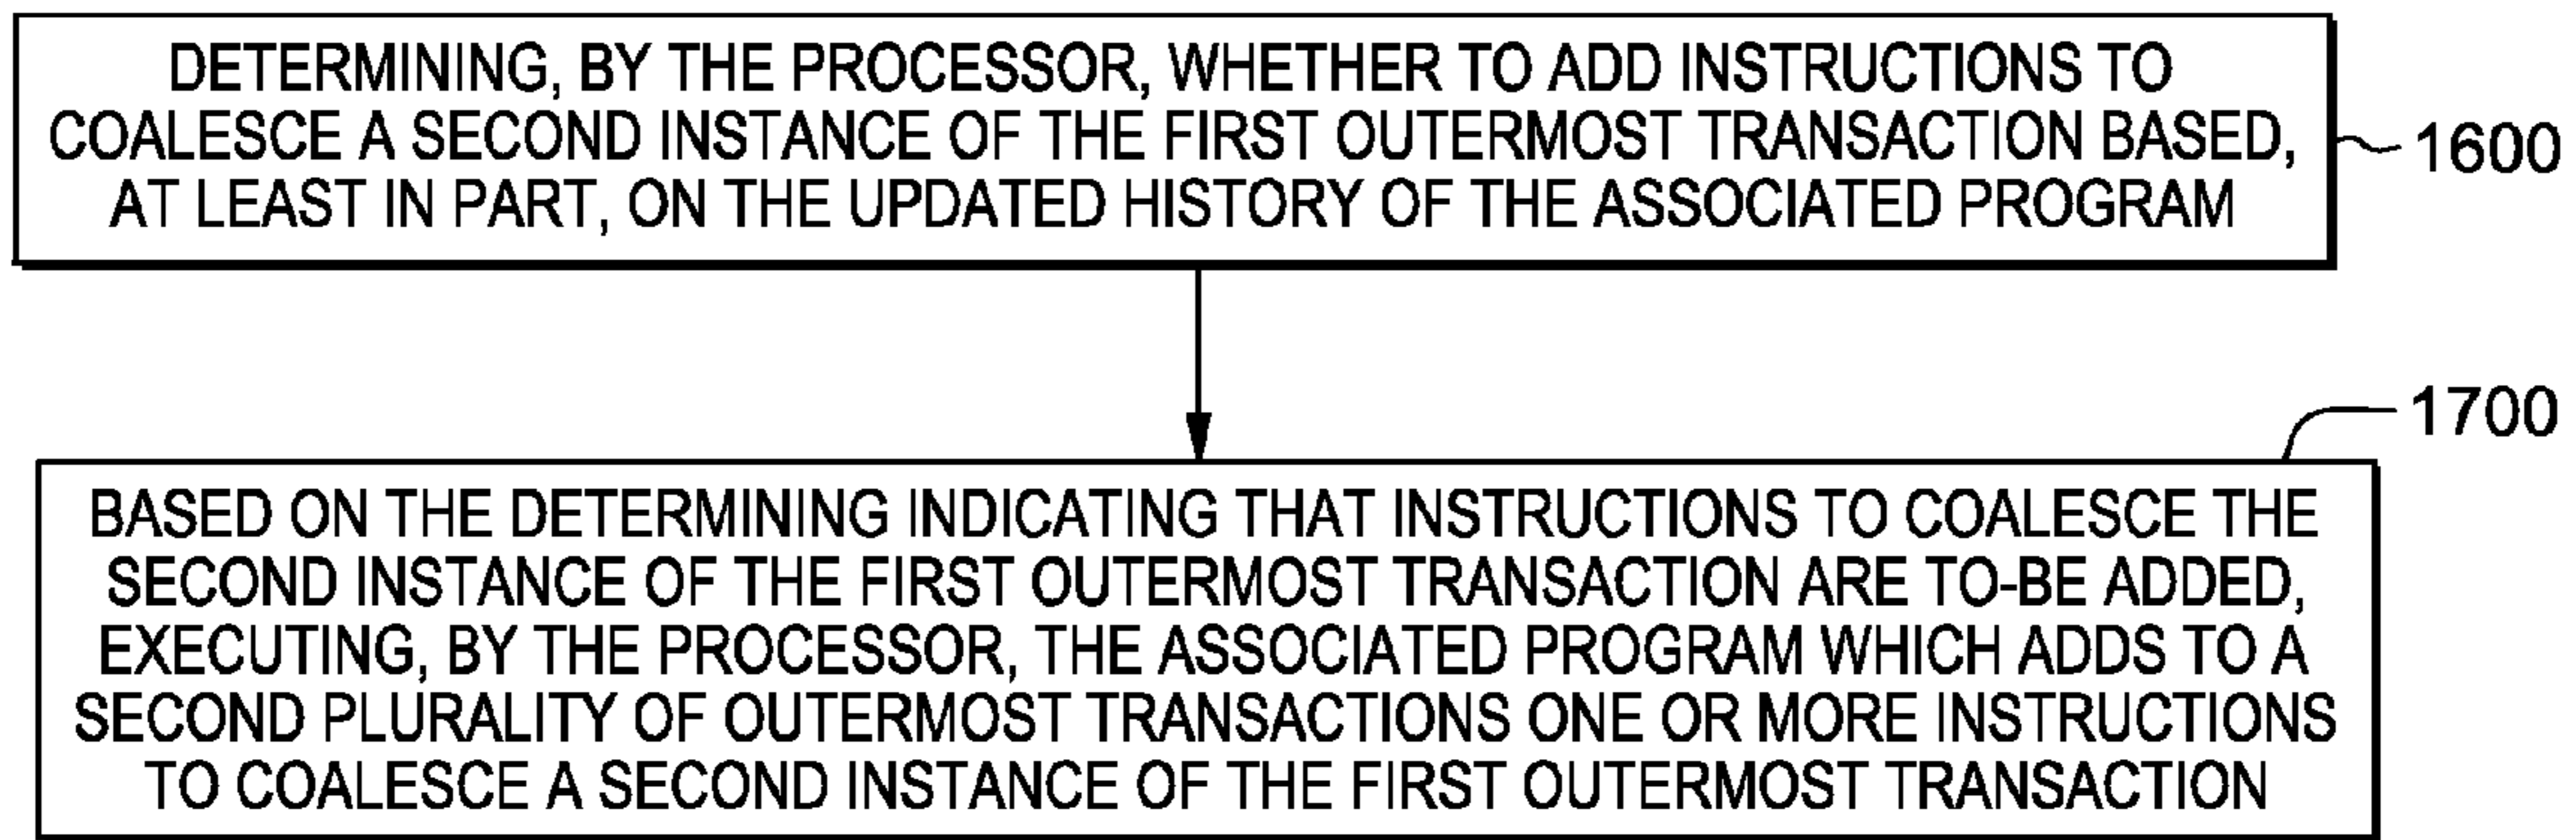 DETERMINING, BY THE PROCESSOR, WHETHER TO ADD INSTRUCTIONS TO
COALESCE A SECOND INSTANCE OF THE FIRST OUTERMOST TRANSACTION BASED,
AT LEAST IN PART, ON THE UPDATED HISTORY OF THE ASSOCIATED PROGRAM
1600
1700
BASED ON THE DETERMINING INDICATING THAT INSTRUCTIONS TO COALESCE THE
SECOND INSTANCE OF THE FIRST OUTERMOST TRANSACTION ARE TO-BE ADDED,
EXECUTING, BY THE PROCESSOR, THE ASSOCIATED PROGRAM WHICH ADDS TO A
SECOND PLURALITY OF OUTERMOST TRANSACTIONS ONE OR MORE INSTRUCTIONS
TO COALESCE A SECOND INSTANCE OF THE FIRST OUTERMOST TRANSACTION